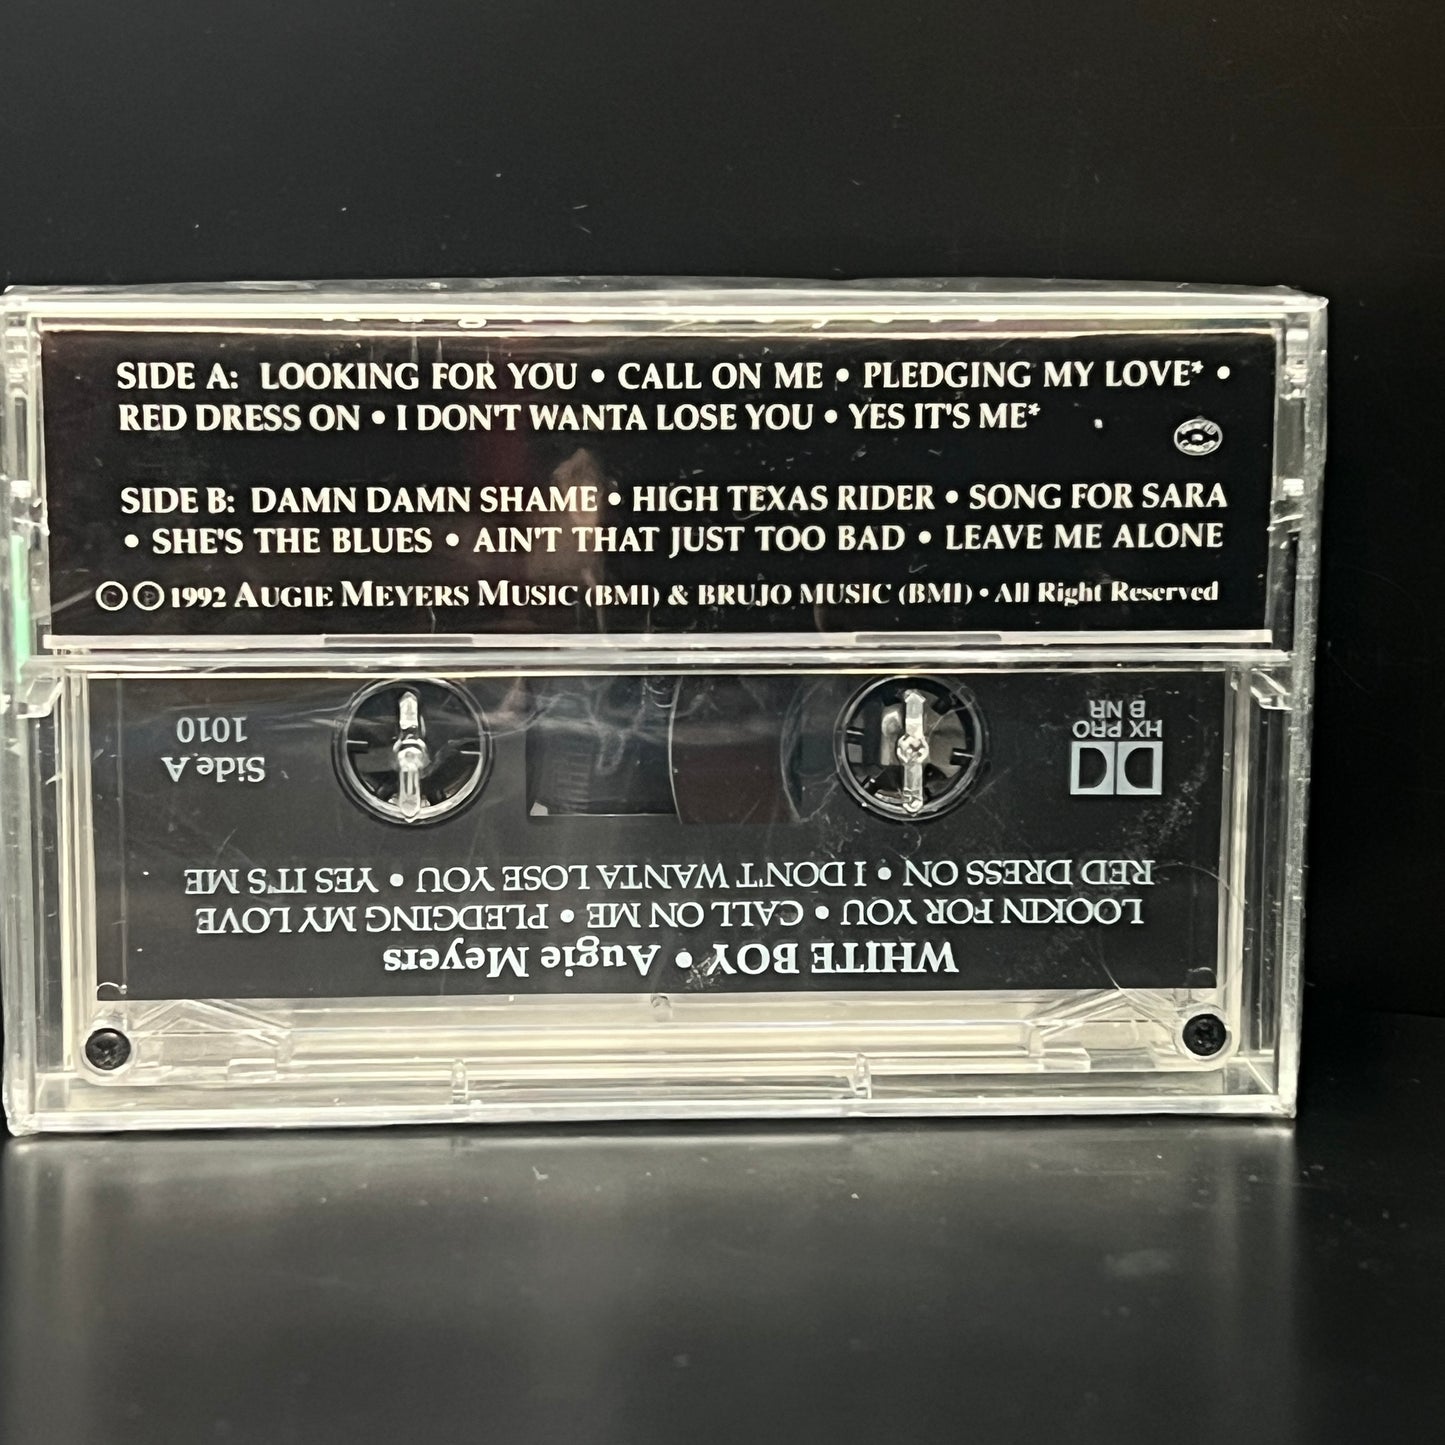 SIDE A: LOOKING FOR YOU • CALL ON ME • PLEDGING MY LOVE* •
RED DRESS ON • I DON'T WANTA LOSE YOU • YES IT'S ME*
SIDE B: DAMN DAMN SHAME • HIGH TEXAS RIDER • SONG FOR SARA
• SHE'S THE BLUES • AIN'T THAT JUST TOO BAD • LEAVE ME ALONE
© ℗ 1992 AUGIE MEYERS MUSIC (BMI) & BRUJO MUSIC (BMI) • All Right Reserved
WHITE BOY • Augie Meyers
LOOKIN FOR YOU • CALL ON ME • PLEDGING MY LOVE
RED DRESS ON • I DON'T WANTA LOSE YOU • YES IT'S ME
HX PRO
B NR
Side A
1010